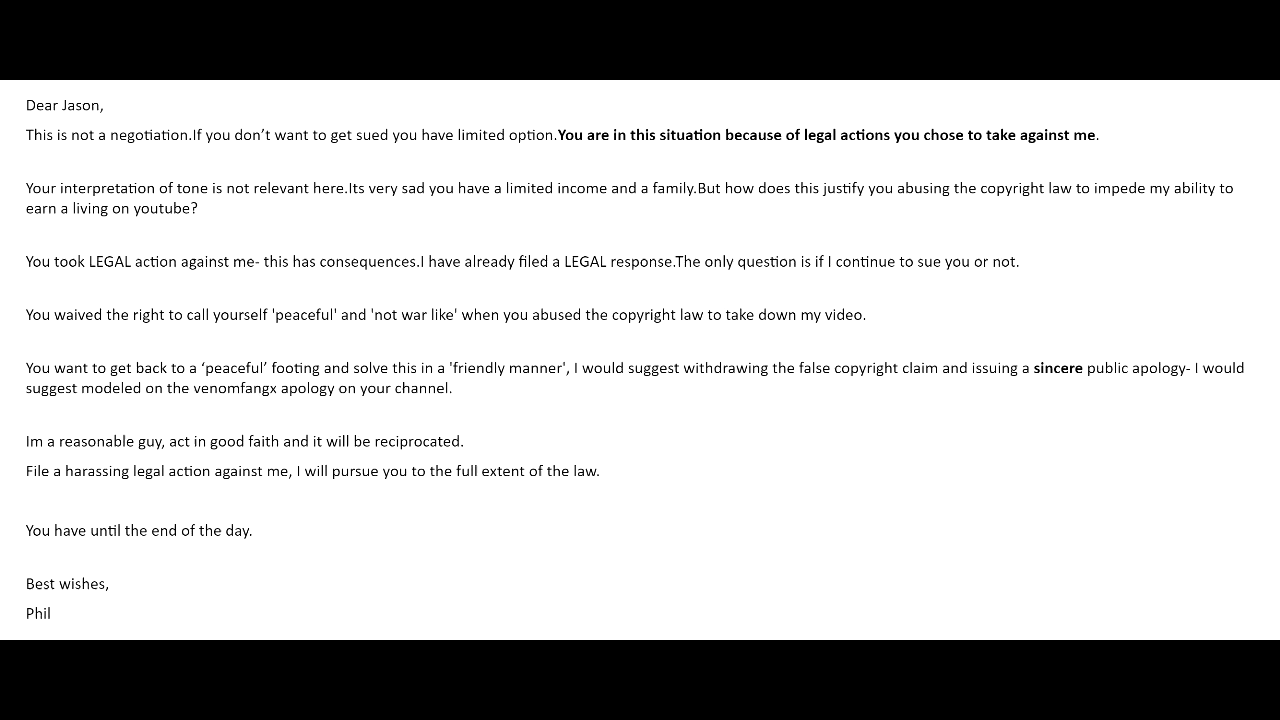 Dear Jason,
This is not a negotiation.If you don’t want to get sued you have limited option.You are in this situation because of legal actions you chose to take against me.
Your interpretation of tone is not relevant here.Its very sad you have a limited income and a family.But how does this justify you abusing the copyright law to impede my ability to
earn a living on youtube?
You took LEGAL action against me- this has consequences.I have already filed a LEGAL response.The only question is if I continue to sue you or not.
You waived the right to call yourself 'peaceful' and 'not war like' when you abused the copyright law to take down my video.
You want to get back to a ‘peaceful’ footing and solve this in a 'friendly manner', I would suggest withdrawing the false copyright claim and issuing a sincere public apology- I would
suggest modeled on the venomfangx apology on your channel.
Im a reasonable guy, act in good faith and it will be reciprocated.
File a harassing legal action against me, I will pursue you to the full extent of the law.
You have until the end of the day.
Best wishes,
Phil